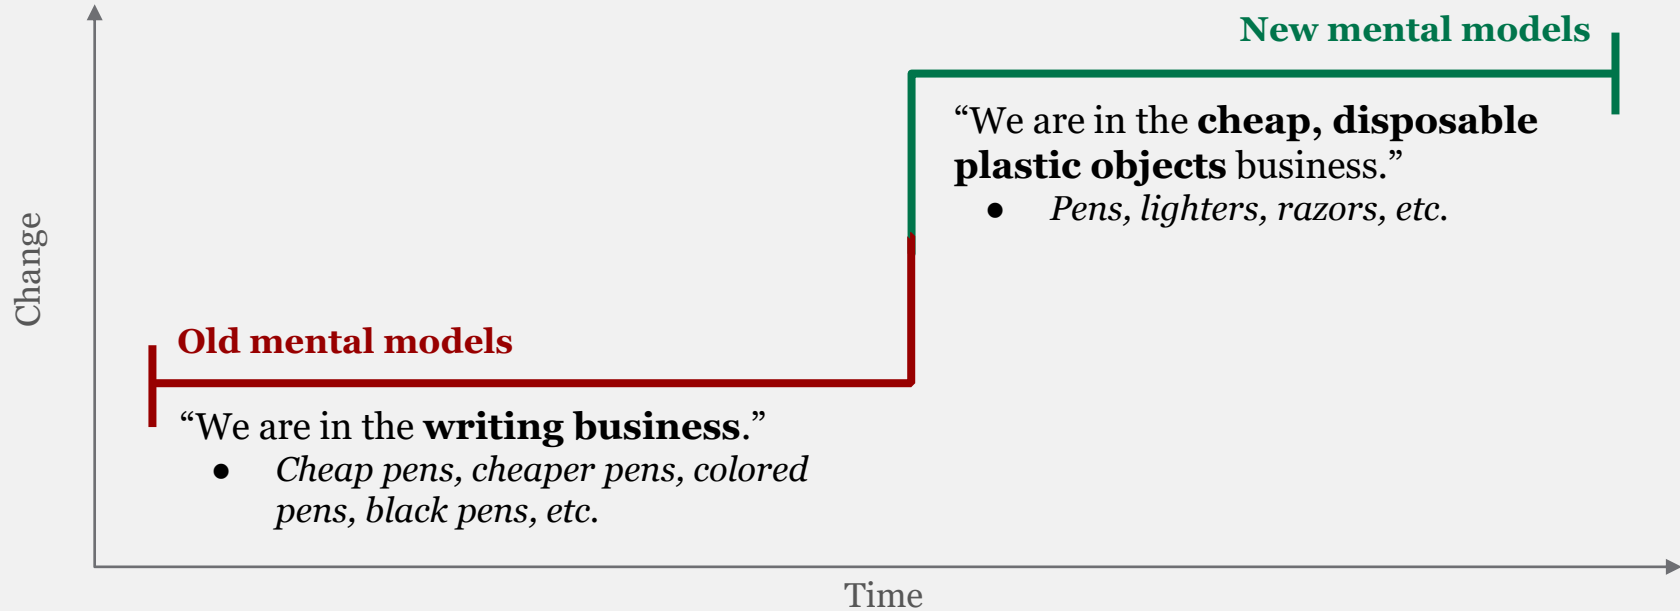 New mental models
“We are in the cheap, disposable
plastic objects business.”
● Pens, lighters, razors, etc.
Change
Old mental models
“We are in the writing business.”
● Cheap pens, cheaper pens, colored
pens, black pens, etc.
Time